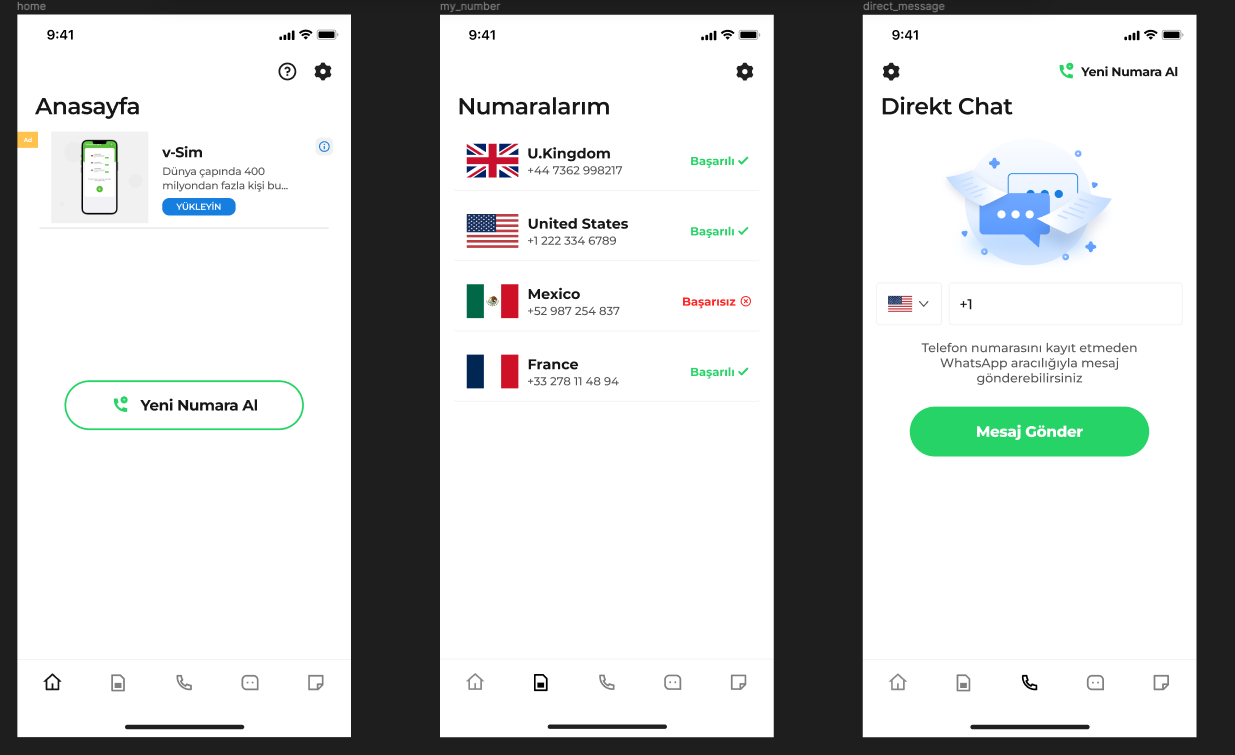 home
9:41
Anasayfa
Ad
v-Sim
Dünya çapında 400
milyondan fazla kişi bu...
YÜKLEYİN
Yeni Numara Al
my_number
9:41
Numaralarım
U.Kingdom
+44 7362 998217
Başarılı
United States
+1 222 334 6789
Başarılı
Mexico
+52 987 254 837
Başarısız
France
+33 278 11 48 94
Başarılı
direct_message
9:41
Yeni Numara Al
Direkt Chat
+1
Telefon numarasını kayıt etmeden
WhatsApp aracılığıyla mesaj
gönderebilirsiniz
Mesaj Gönder